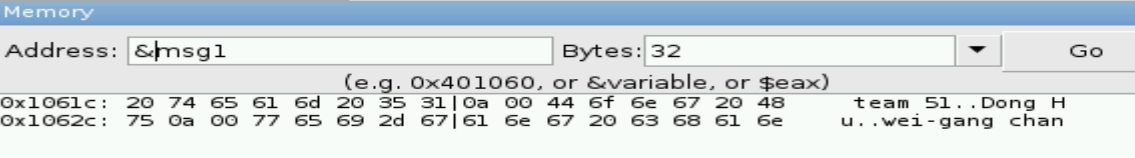 Memory
Address: &msg1 Bytes: 32 Go
(e.g. 0x401060, or &variable, or $eax)
0x1061c: 20 74 65 61 6d 20 35 31|0a 00 44 6f 6e 67 20 48 team 51..Dong H
0x1062c: 75 0a 00 77 65 69 2d 67|61 6e 67 20 63 68 61 6e u..wei-gang chan